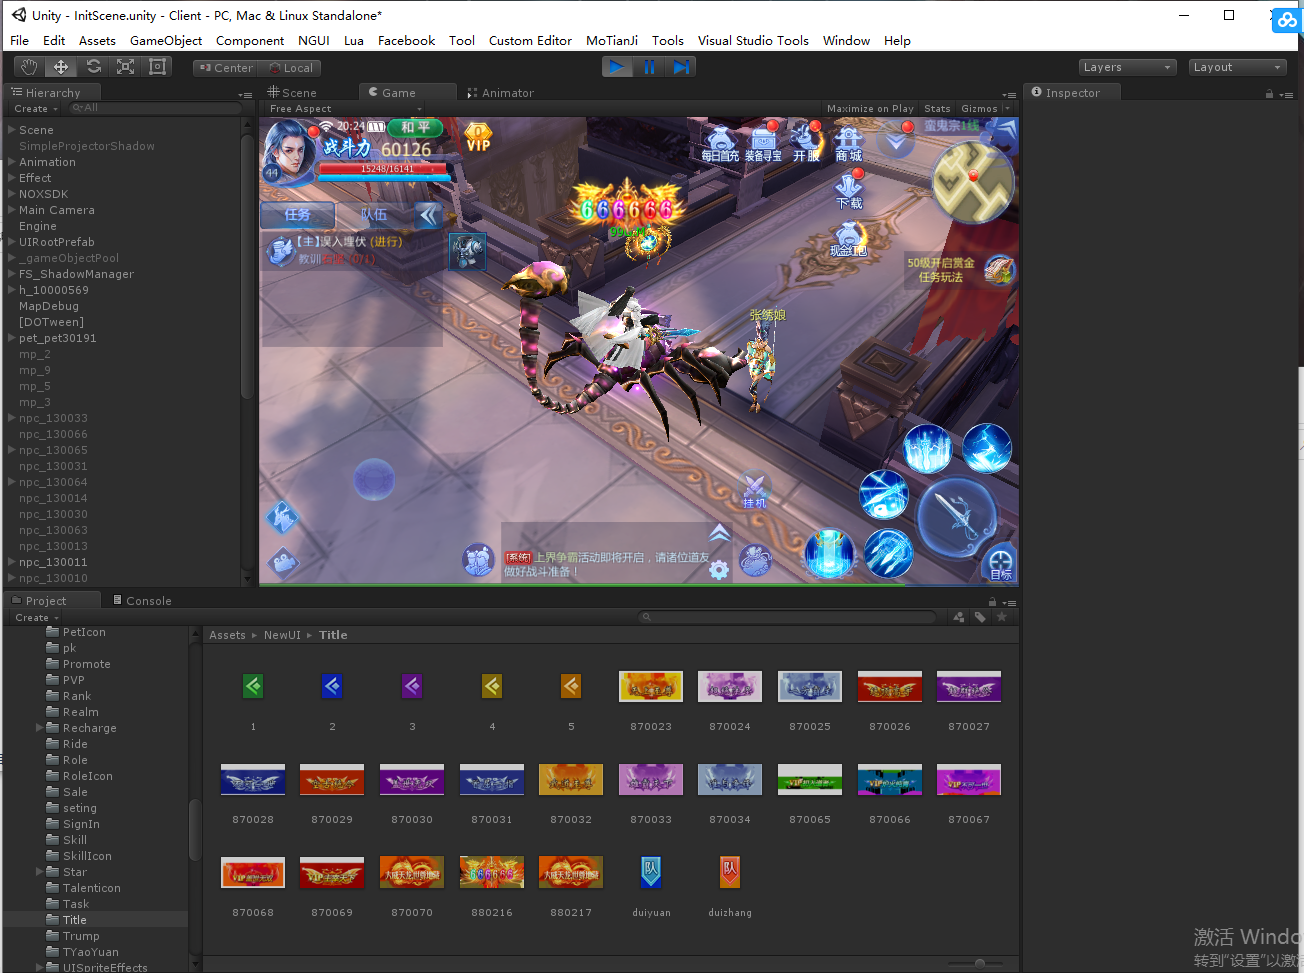 Unity - InitScene.unity - Client - PC, Mac & Linux Standalone*
File Edit Assets GameObject Component NGUI Lua Facebook Tool Custom Editor MoTianJi Tools Visual Studio Tools Window Help
Center Local Layers Layout
Hierarchy
Create All
Scene
SimpleProjectorShadow
Animation
Effect
NOXSDK
Main Camera
Engine
UIRootPrefab
_gameObjectPool
FS_ShadowManager
h_10000569
MapDebug
[DOTween]
pet_pet30191
mp_2
mp_9
mp_5
mp_3
npc_130033
npc_130066
npc_130065
npc_130031
npc_130064
npc_130014
npc_130030
npc_130063
npc_130013
npc_130011
npc_130010
Scene Game Animator
Free Aspect Maximize on Play Stats Gizmos
20:24 和平
战斗力 60126
VIP
0
44
15248/16141
任务 队伍
【主】误入埋伏 (进行)
教训
(0/1)
666666
每日首充 装备寻宝 开服 商城
蛮鬼宗1线
下载
现金红包
50级开启赏金
任务玩法
张绣娘
挂机
[系统] 上界争霸活动即将开启，请诸位道友
做好战斗准备！
目标
Inspector
Project Console
Create
PetIcon
pk
Promote
PVP
Rank
Realm
Recharge
Ride
Role
RoleIcon
Sale
seting
SignIn
Skill
SkillIcon
Star
Talenticon
Task
Title
Trump
TYaoYuan
UISpriteEffects
Assets NewUI Title
1 2 3 4 5 870023 870024 870025 870026 870027
870028 870029 870030 870031 870032 870033 870034 870065 870066 870067
队 队
870068 870069 870070 880216 880217 duiyuan duizhang
激活 Windo
转到"设置"以激